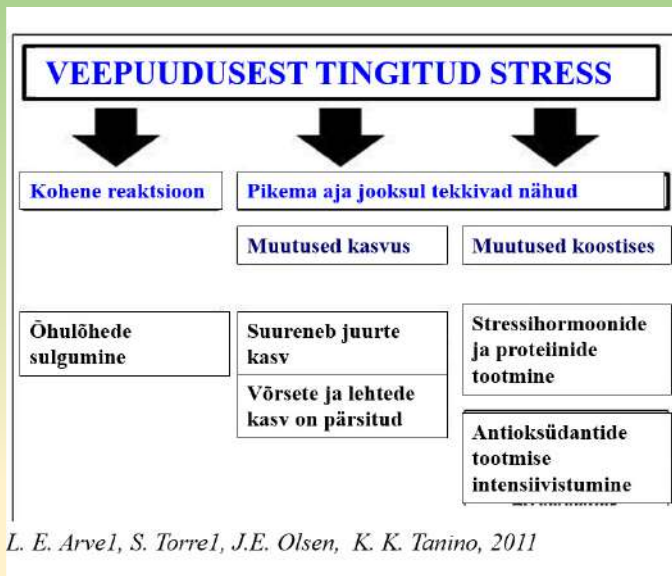 VEEPUUDUSEST TINGITUD STRESS
Kohene reaktsioon
Pikema aja jooksul tekkivad nähud
Muutused kasvus
Muutused koostises
Õhulõhede
sulgumine
Suureneb juurte
kasv
Võrsete ja lehtede
kasv on pärsitud
Stressihormoonide
ja proteiinide
tootmine
Antioksüdantide
tootmise
intensiivistumine
L. E. Arve1, S. Torre1, J.E. Olsen, K. K. Tanino, 2011